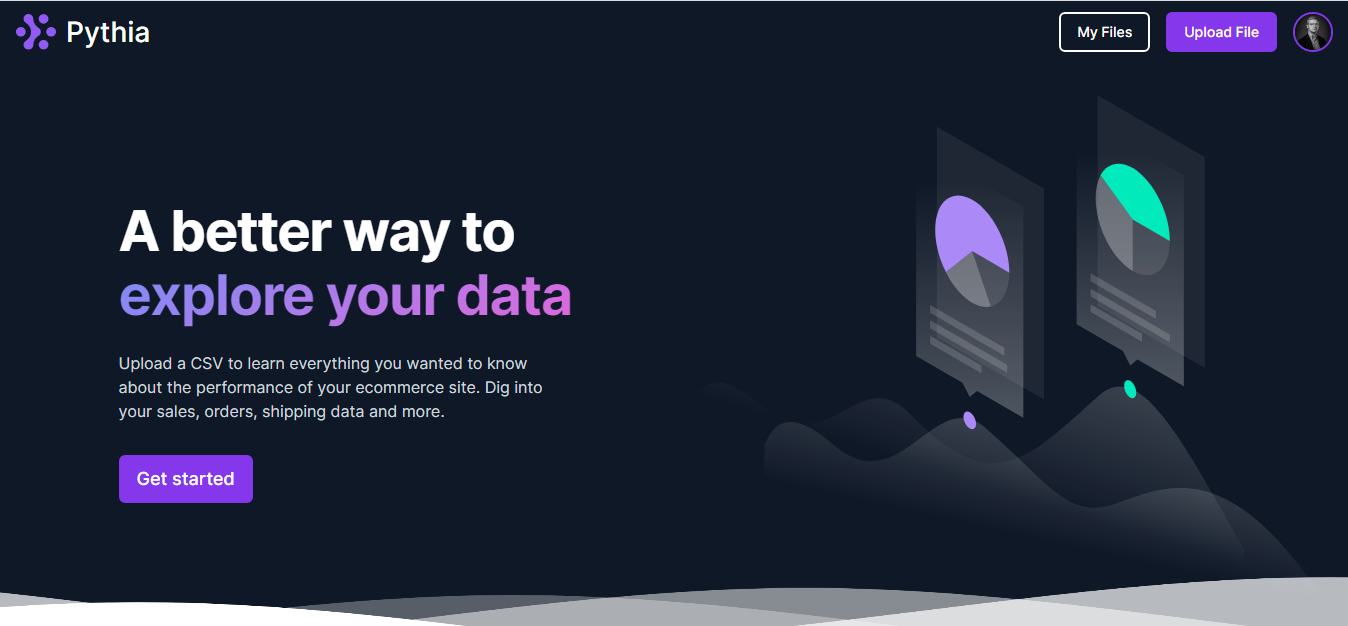 Pythia
My Files
Upload File
A better way to
explore your data
Upload a CSV to learn everything you wanted to know
about the performance of your ecommerce site. Dig into
your sales, orders, shipping data and more.
Get started